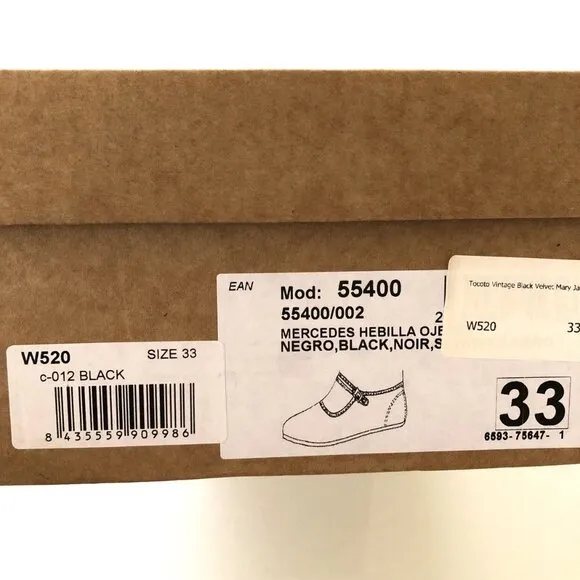 EAN
Mod: 55400
55400/002
2
MERCEDES HEBILLA OJE
NEGRO,BLACK,NOIR,S
33
6593-75647-1
Tocoto Vintage Black Velvet Mary Ja
W520
33
W520
SIZE 33
c-012 BLACK
8 435559 909986